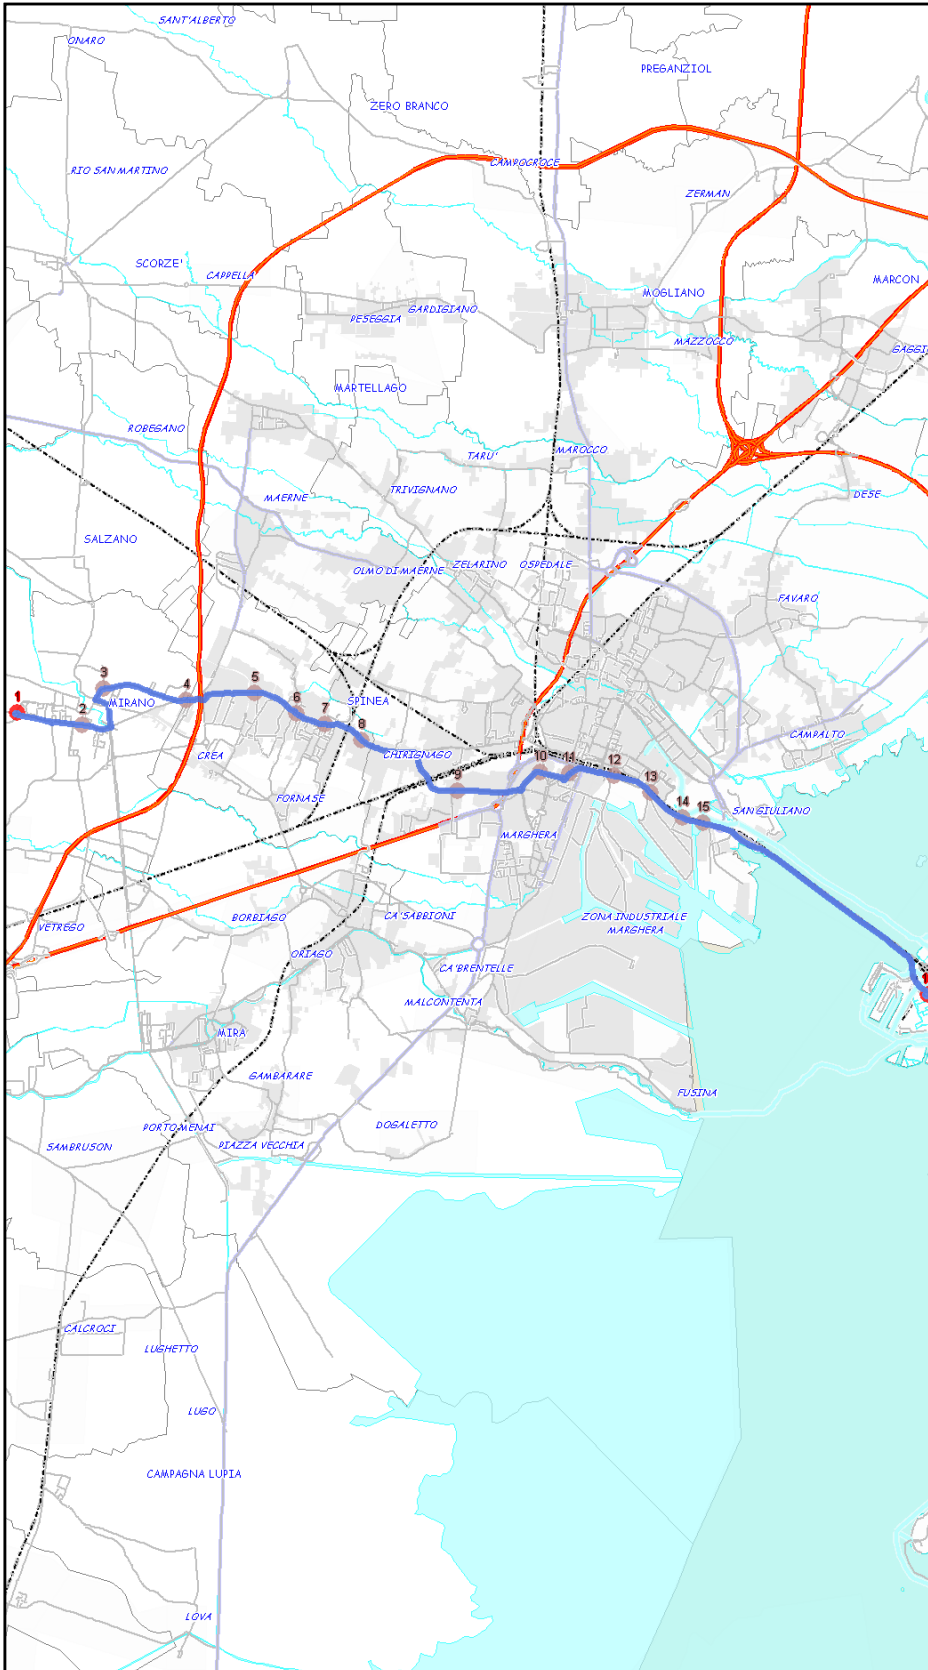 SANT'ALBERTO
ONARO
PREGANZIOL
ZERO BRANCO
CAMPOCROCE
RIO SAN MARTINO
ZERMAN
SCORZE'
CAPPELLA
MARCON
MOGLIANO
GARDIGIANO
PESEGGIA
MAZZOCCO
GAGGI
MARTELLAGO
ROBEGANO
MAROCCO
TARU'
TRIVIGNANO
DESE
MAERNE
SALZANO
ZELARINO
OSPEDALE
OLMO DI MAERNE
FAVARO
3
4
5
1
MIRANO
SPINEA
6
7
2
8
CAMPALTO
CREA
CHIRIGNAGO
10
11
12
13
9
FORNASE
14
15
SAN GIULIANO
MARGHERA
CA'SABBIONI
BORBIAGO
ZONA INDUSTRIALE
MARGHERA
VETREGO
ORIAGO
CA'BRENTELLE
MALCONTENTA
MIRA
GAMBARARE
FUSINA
PORTO MENAI
DOGALETTO
SAMBRUSON
PIAZZA VECCHIA
CALCROCI
LUGHETTO
LUGO
CAMPAGNA LUPIA
LOVA